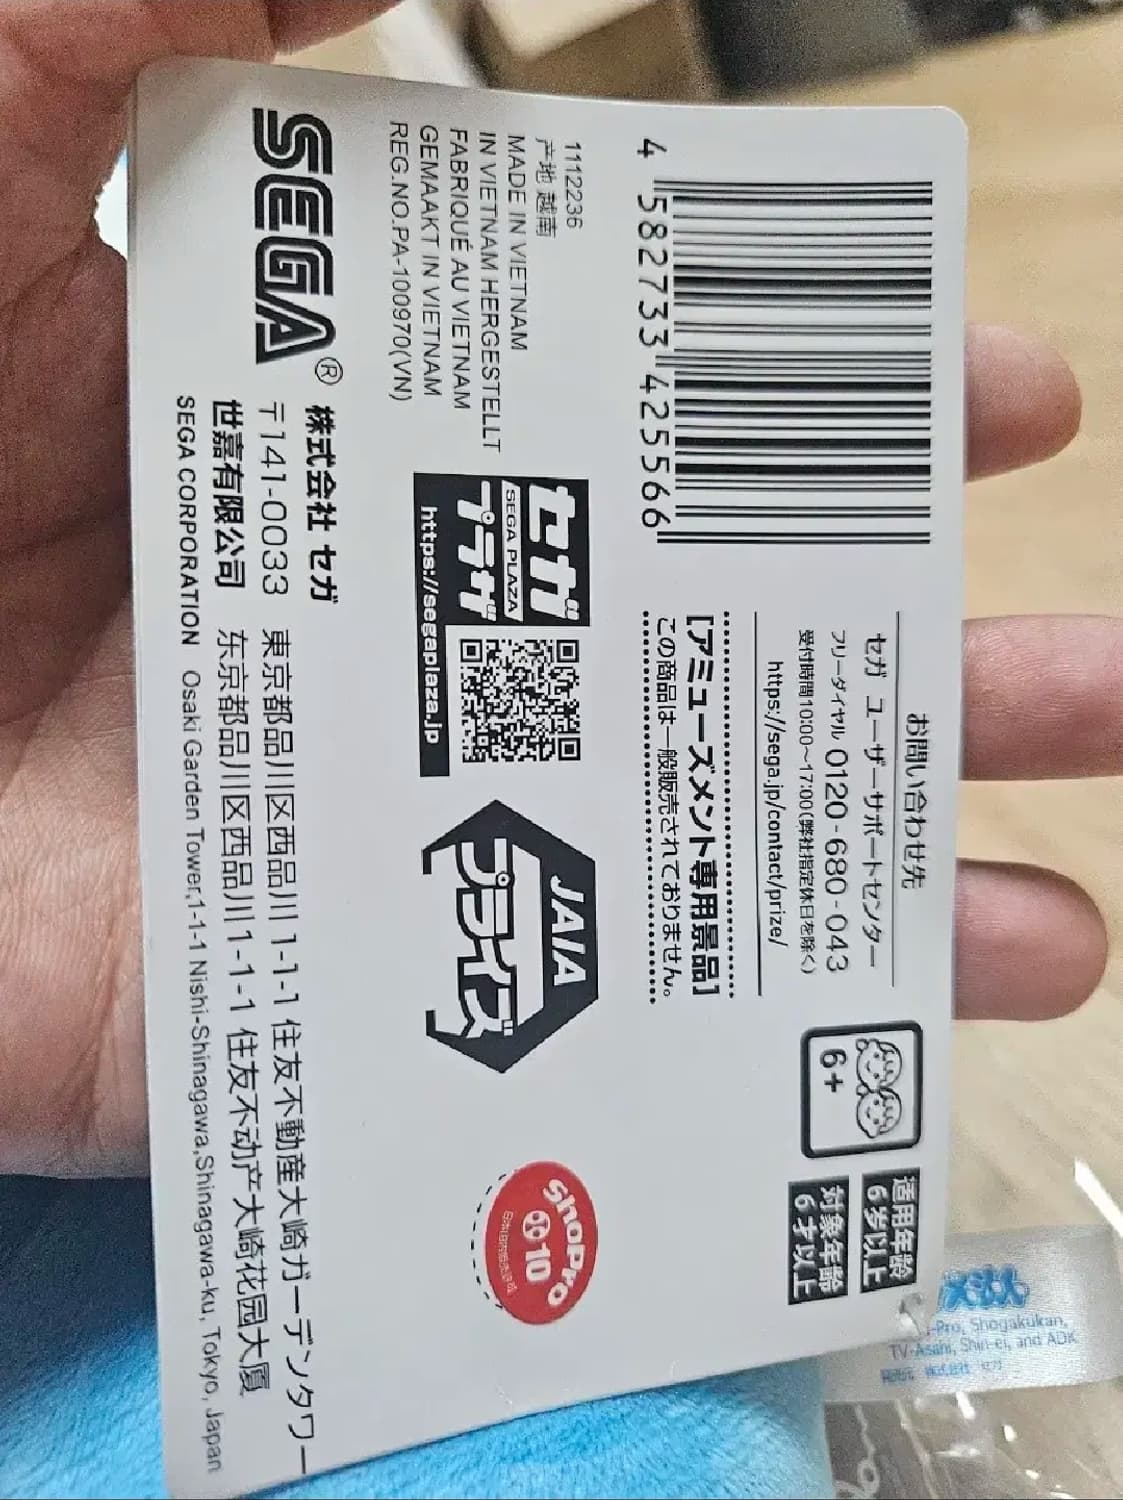 4 582733 425566
1112236
产地 越南
MADE IN VIETNAM
IN VIETNAM HERGESTELLT
FABRIQUÉ AU VIETNAM
GEMAAKT IN VIETNAM
REG.NO.PA-100970(VN)
お問い合わせ先
セガ ユーザーサポートセンター
フリーダイヤル 0120-680-043
受付時間10:00〜17:00(弊社指定休日を除く)
https://sega.jp/contact/prize/
[アミューズメント専用景品]
この商品は一般販売されておりません。
6+
适用年龄
6岁以上
対象年齢
6才以上
セガ
SEGA PLAZA
プラザ
https://segaplaza.jp
JAIA
プライズ
ShoPro
10
SEGA®
株式会社 セガ
〒141-0033 東京都品川区西品川 1-1-1 住友不動産大崎ガーデンタワー
世嘉有限公司 东京都品川区西品川 1-1-1 住友不动产大崎花园大厦
SEGA CORPORATION Osaki Garden Tower,1-1-1 Nishi-Shinagawa,Shinagawa-ku, Tokyo, Japan
-Pro, Shogakukan,
TV-Asahi, Shin-ei, and ADK